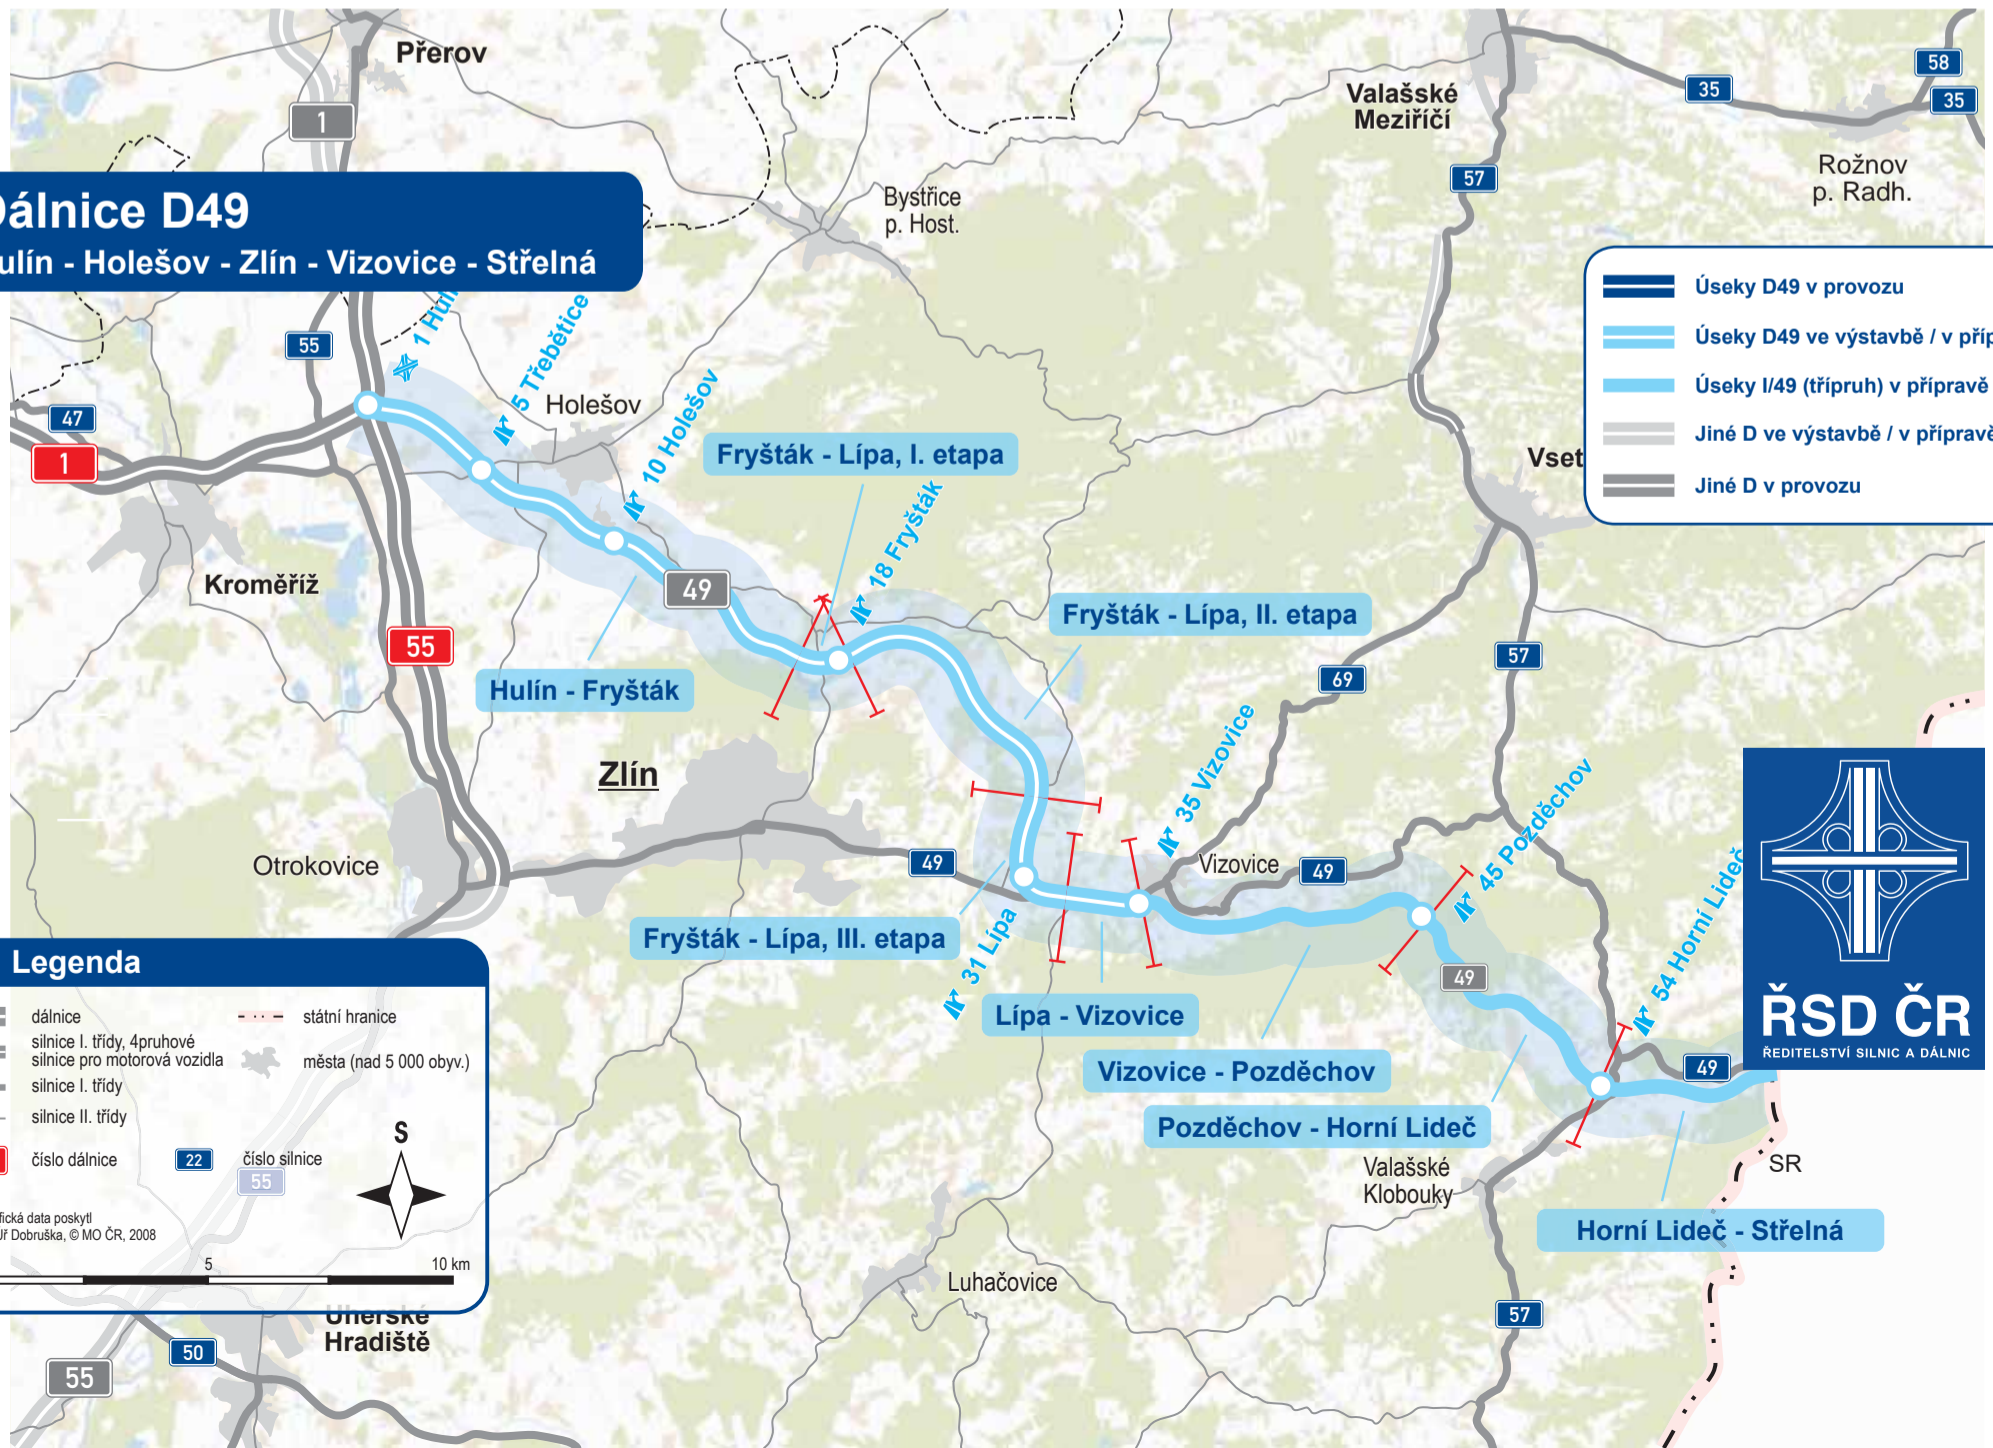 Přerov
1
Valašské
Meziříčí
35
58
35
57
Rožnov
p. Radh.
Dálnice D49
Hulín - Holešov - Zlín - Vizovice - Střelná
Bystřice
p. Host.
Úseky D49 v provozu
Úseky D49 ve výstavbě / v příp
Úseky I/49 (třípruh) v přípravě
Jiné D ve výstavbě / v přípravě
Jiné D v provozu
55
1 Hulí
5 Třebětice
Holešov
10 Holešov
47
1
Fryšták - Lípa, I. etapa
18 Fryšták
Vset
Kroměříž
49
55
Fryšták - Lípa, II. etapa
57
69
Hulín - Fryšták
Zlín
35 Vizovice
45 Pozděchov
Otrokovice
49
Vizovice
49
54 Horní Lideč
Fryšták - Lípa, III. etapa
31 Lípa
49
Lípa - Vizovice
Vizovice - Pozděchov
49
Pozděchov - Horní Lideč
Valašské
Klobouky
SR
Horní Lideč - Střelná
ŘSD ČR
ŘEDITELSTVÍ SILNIC A DÁLNIC
Legenda
dálnice
silnice I. třídy, 4pruhové
silnice pro motorová vozidla
silnice I. třídy
silnice II. třídy
číslo dálnice
22
číslo silnice
55
státní hranice
města (nad 5 000 obyv.)
S
fická data poskytl
Úř Dobruška, © MO ČR, 2008
5
10 km
Luhačovice
57
Uherské
Hradiště
50
55